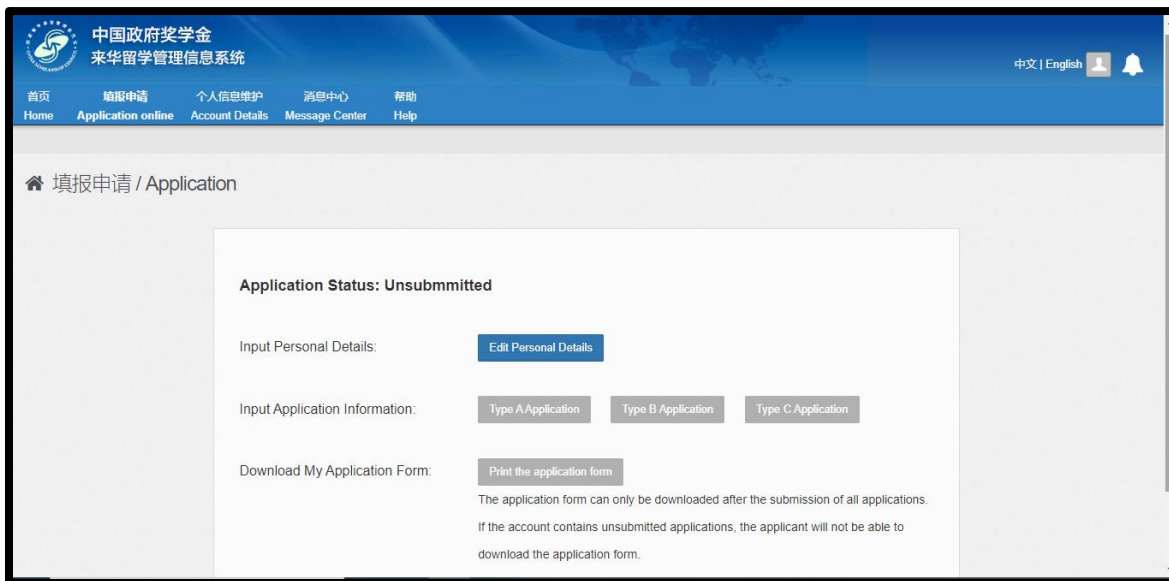 中国政府奖学金
来华留学管理信息系统
中文 | English
首页 填报申请 个人信息维护 消息中心 帮助
Home Application online Account Details Message Center Help
填报申请 / Application
Application Status: Unsubmmitted
Input Personal Details: Edit Personal Details
Input Application Information: Type A Application Type B Application Type C Application
Download My Application Form: Print the application form
The application form can only be downloaded after the submission of all applications.
If the account contains unsubmitted applications, the applicant will not be able to
download the application form.